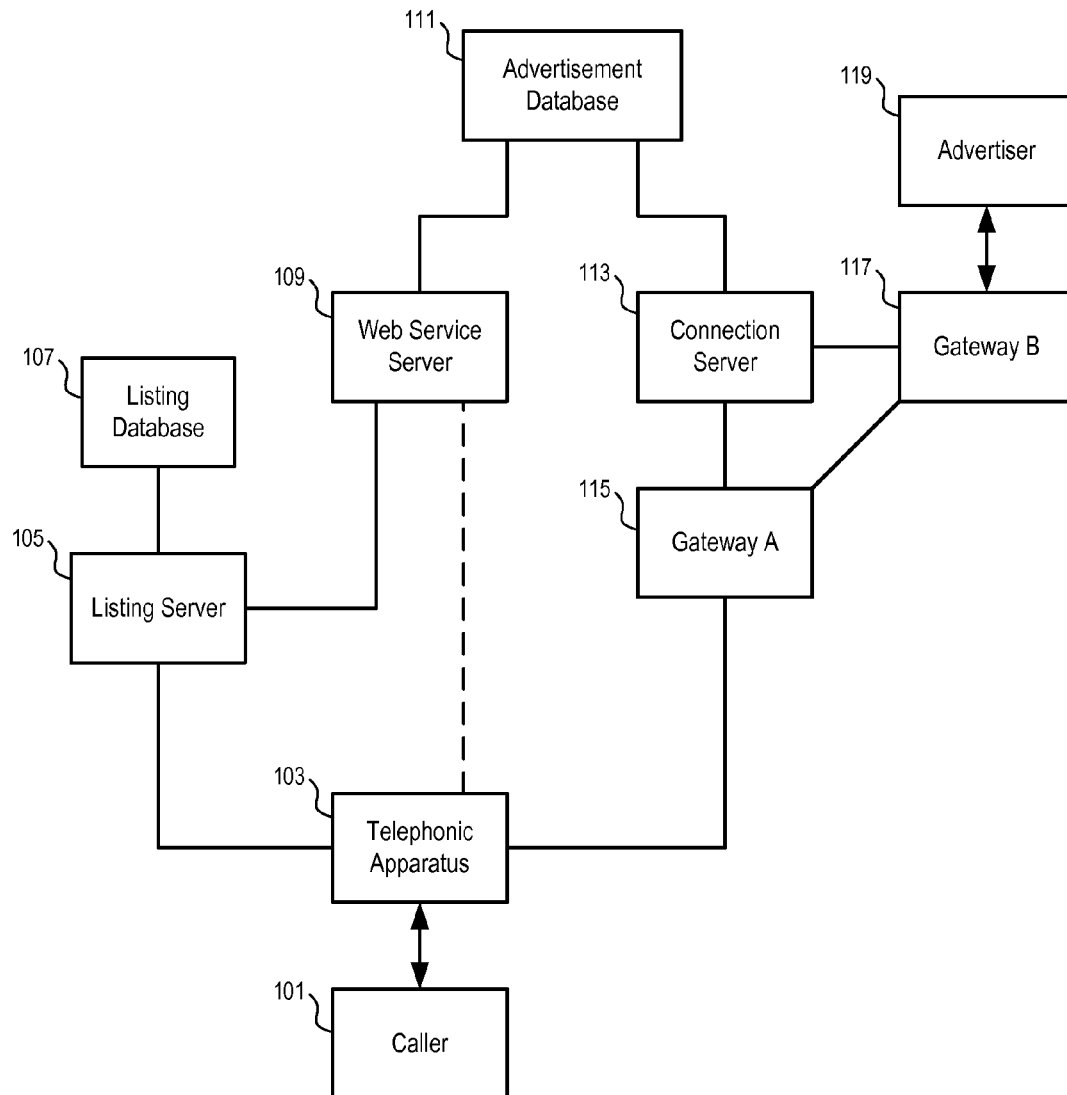 111
Advertisement
Database
119
Advertiser
109
Web Service
Server
113
Connection
Server
117
Gateway B
107
Listing
Database
115
Gateway A
105
Listing Server
103
Telephonic
Apparatus
101
Caller